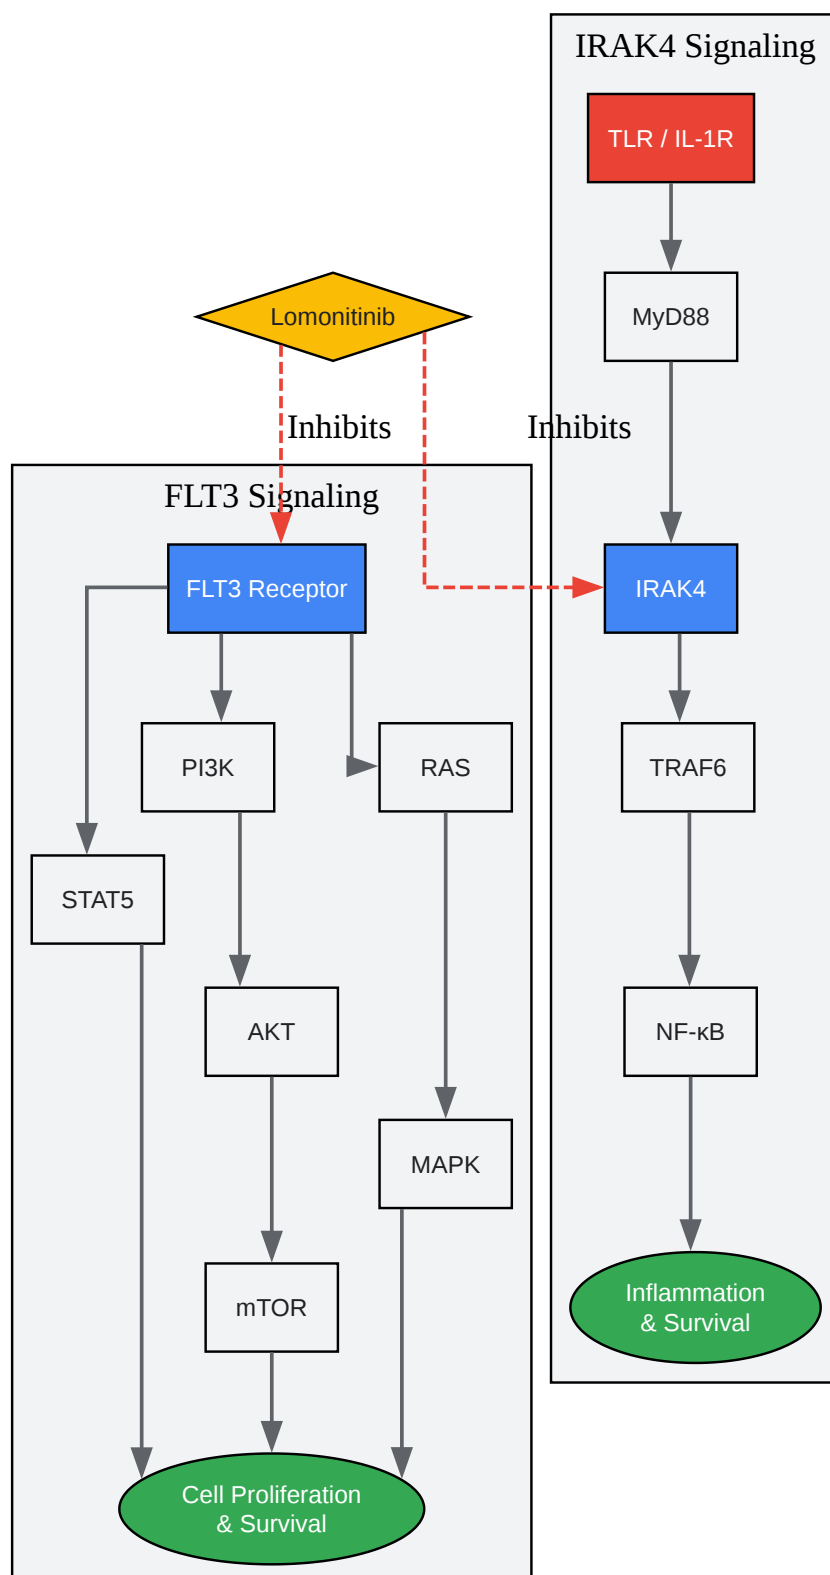 IRAK4 Signaling
TLR / IL-1R
MyD88
Lomonitinib
Inhibits
Inhibits
FLT3 Signaling
FLT3 Receptor
IRAK4
PI3K
RAS
TRAF6
STAT5
AKT
NF-κB
MAPK
mTOR
Inflammation
& Survival
Cell Proliferation
& Survival